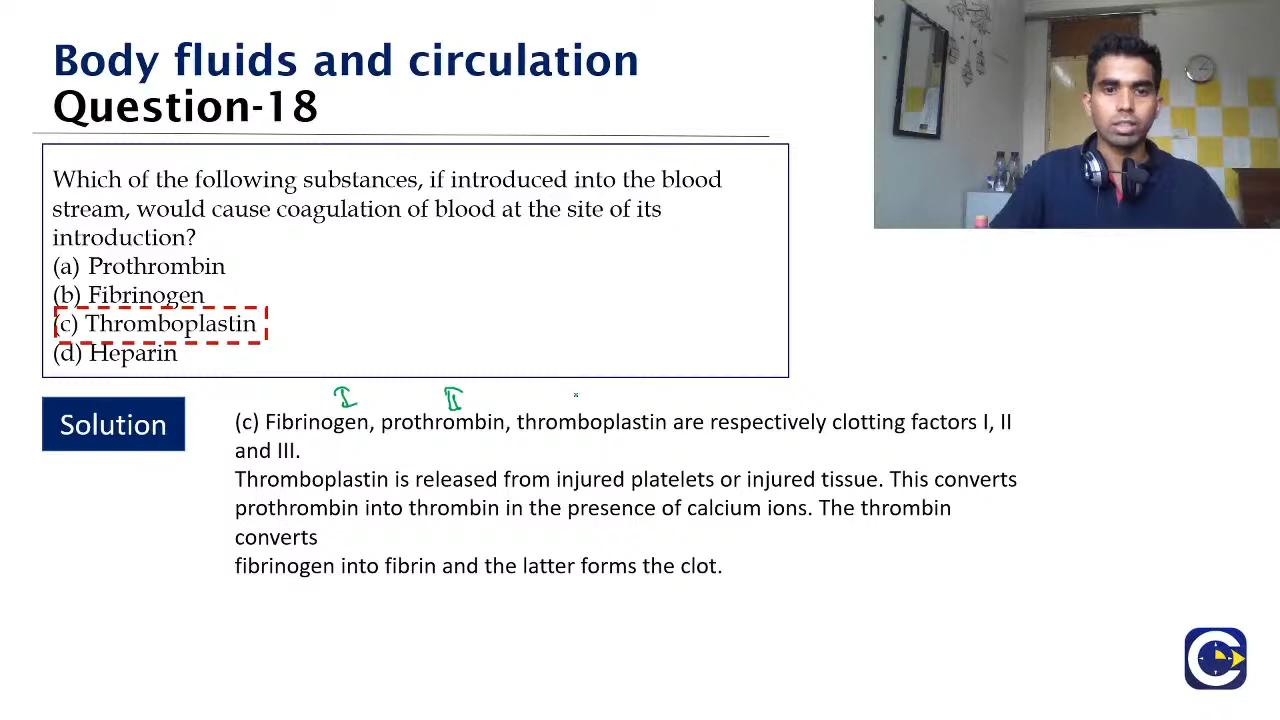 Body fluids and circulation
Question-18
Which of the following substances, if introduced into the blood
stream, would cause coagulation of blood at the site of its
introduction?
(a) Prothrombin
(b) Fibrinogen
(c) Thromboplastin
(d) Heparin
I II
Solution
(c) Fibrinogen, prothrombin, thromboplastin are respectively clotting factors I, II
and III.
Thromboplastin is released from injured platelets or injured tissue. This converts
prothrombin into thrombin in the presence of calcium ions. The thrombin
converts
fibrinogen into fibrin and the latter forms the clot.